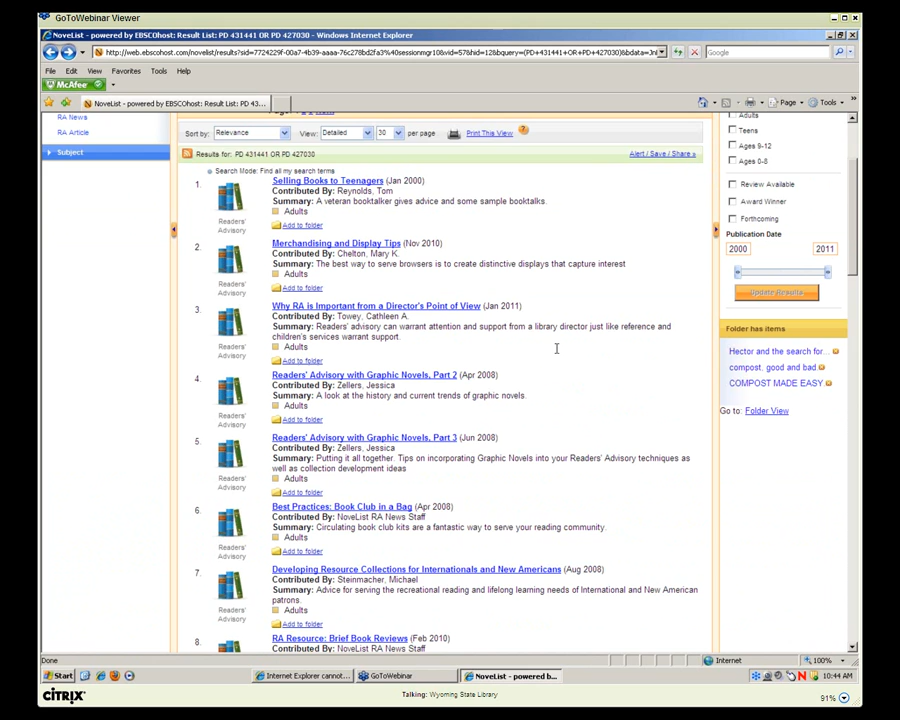 GoToWebinar Viewer
NoveList - powered by EBSCOhost: Result List: PD 431441 OR PD 427030 - Windows Internet Explorer
Google
File Edit View Favorites Tools Help
McAfee
NoveList - powered by EBSCOhost: Result List: PD 43...
Page Tools
RA News
RA Article
Subject
Sort by: Relevance View: Detailed 30 per page Print This View
Results for: PD 431441 OR PD 427030 Alert / Save / Share »
Search Mode: Find all my search terms
1. Selling Books to Teenagers (Jan 2000)
Contributed By: Reynolds, Tom
Summary: A veteran booktalker gives advice and some sample booktalks.
Adults
Readers' Advisory
Add to folder
2. Merchandising and Display Tips (Nov 2010)
Contributed By: Chelton, Mary K.
Summary: The best way to serve browsers is to create distinctive displays that capture interest
Adults
Readers' Advisory
Add to folder
3. Why RA is Important from a Director's Point of View (Jan 2011)
Contributed By: Towey, Cathleen A.
Summary: Readers' advisory can warrant attention and support from a library director just like reference and
children's services warrant support.
Adults
Readers' Advisory
Add to folder
4. Readers' Advisory with Graphic Novels, Part 2 (Apr 2008)
Contributed By: Zellers, Jessica
Summary: A look at the history and current trends of graphic novels.
Adults
Readers' Advisory
Add to folder
5. Readers' Advisory with Graphic Novels, Part 3 (Jun 2008)
Contributed By: Zellers, Jessica
Summary: Putting it all together. Tips on incorporating Graphic Novels into your Readers' Advisory techniques as
well as collection development ideas
Adults
Readers' Advisory
Add to folder
6. Best Practices: Book Club in a Bag (Apr 2008)
Contributed By: NoveList RA News Staff
Summary: Circulating book club kits are a fantastic way to serve your reading community.
Adults
Readers' Advisory
Add to folder
7. Developing Resource Collections for Internationals and New Americans (Aug 2008)
Contributed By: Steinmacher, Michael
Summary: Advice for serving the recreational reading and lifelong learning needs of International and New American
patrons.
Adults
Readers' Advisory
Add to folder
8. RA Resource: Brief Book Reviews (Feb 2010)
Contributed By: NoveList RA News Staff
Adults
Teens
Ages 9-12
Ages 0-8
Review Available
Award Winner
Forthcoming
Publication Date
2000 2011
Update Results
Folder has items
Hector and the search for...
compost. good and bad
COMPOST MADE EASY
Go to: Folder View
Done Internet 100%
Start Internet Explorer cannot... GoToWebinar NoveList - powered b... 10:44 AM
CITRIX Talking: Wyoming State Library 91%